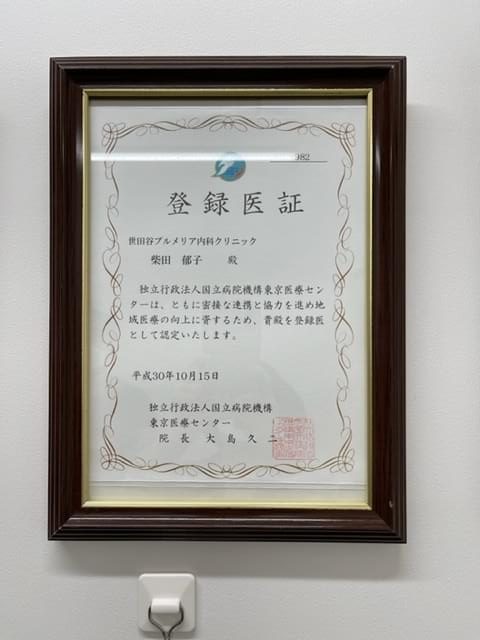 982
登録医証
世田谷プルメリア内科クリニック
柴田 郁子 殿
独立行政法人国立病院機構東京医療セン
ターは、ともに密接な連携と協力を進め地
域医療の向上に資するため、貴殿を登録医
として認定いたします。
平成30年10月15日
独立行政法人国立病院機構
東京医療センター
院長 大島久二